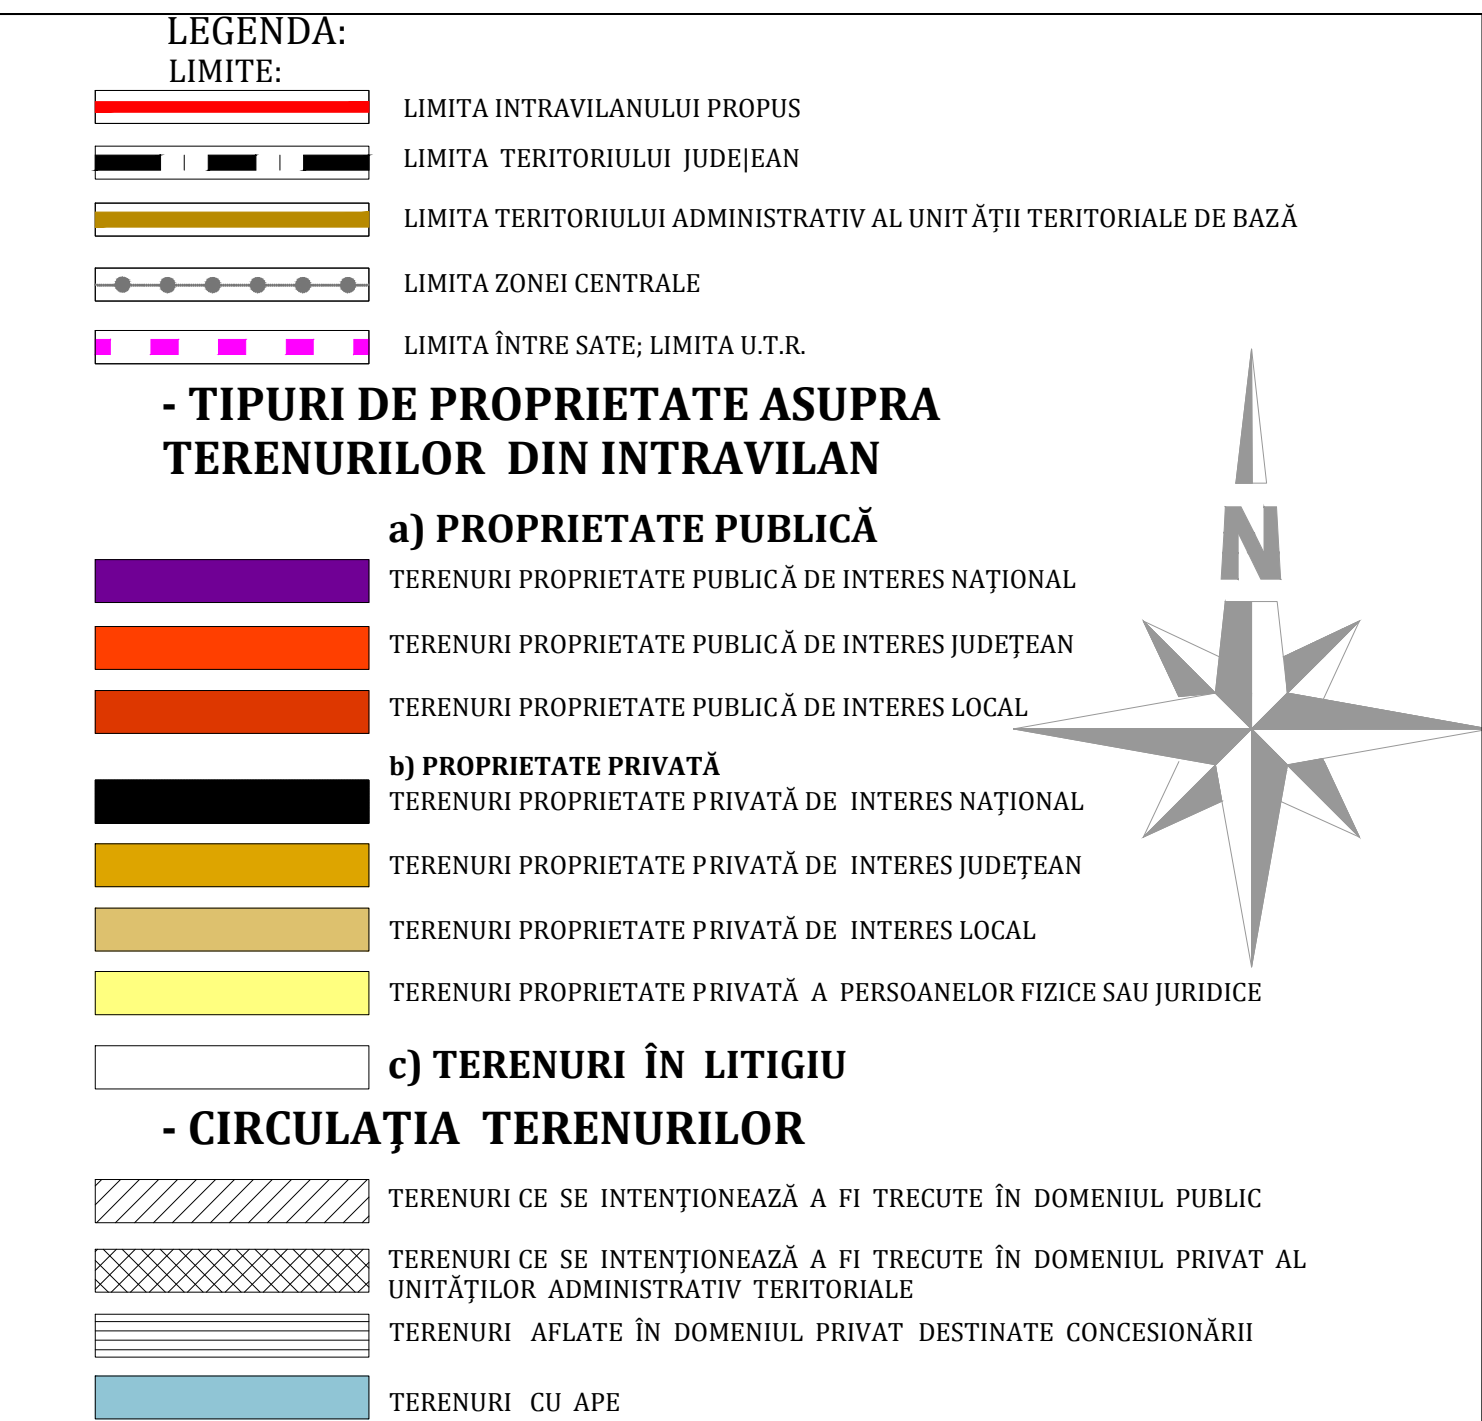 LEGENDA:
LIMITE:
LIMITA INTRAVILANULUI PROPUS
LIMITA TERITORIULUI JUDE|EAN
LIMITA TERITORIULUI ADMINISTRATIV AL UNITĂȚII TERITORIALE DE BAZĂ
LIMITA ZONEI CENTRALE
LIMITA ÎNTRE SATE; LIMITA U.T.R.
- TIPURI DE PROPRIETATE ASUPRA
TERENURILOR DIN INTRAVILAN
a) PROPRIETATE PUBLICĂ
N
TERENURI PROPRIETATE PUBLICĂ DE INTERES NAȚIONAL
TERENURI PROPRIETATE PUBLICĂ DE INTERES JUDEȚEAN
TERENURI PROPRIETATE PUBLICĂ DE INTERES LOCAL
b) PROPRIETATE PRIVATĂ
TERENURI PROPRIETATE PRIVATĂ DE INTERES NAȚIONAL
TERENURI PROPRIETATE PRIVATĂ DE INTERES JUDEȚEAN
TERENURI PROPRIETATE PRIVATĂ DE INTERES LOCAL
TERENURI PROPRIETATE PRIVATĂ A PERSOANELOR FIZICE SAU JURIDICE
c) TERENURI ÎN LITIGIU
- CIRCULAȚIA TERENURILOR
TERENURI CE SE INTENȚIONEAZĂ A FI TRECUTE ÎN DOMENIUL PUBLIC
TERENURI CE SE INTENȚIONEAZĂ A FI TRECUTE ÎN DOMENIUL PRIVAT AL
UNITĂȚILOR ADMINISTRATIV TERITORIALE
TERENURI AFLATE ÎN DOMENIUL PRIVAT DESTINATE CONCESIONĂRII
TERENURI CU APE